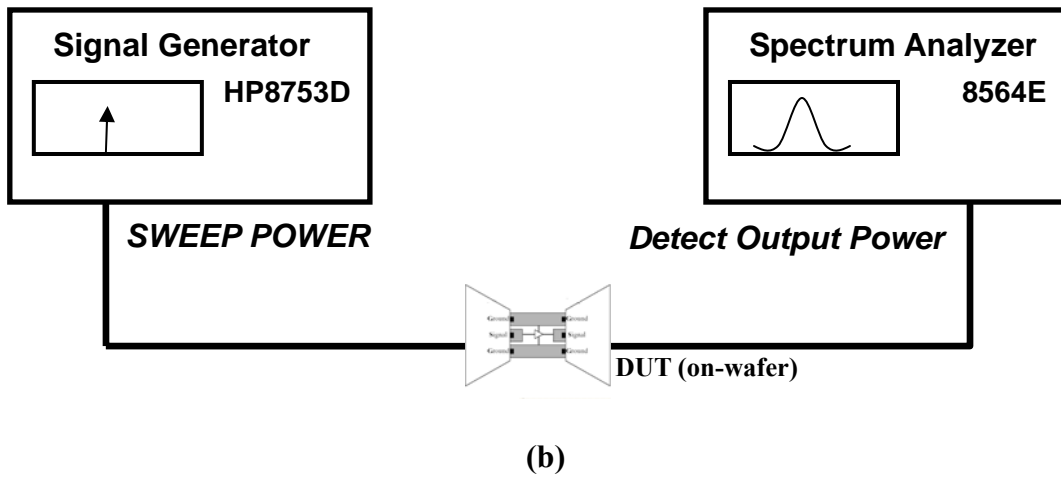 Signal Generator
HP8753D
Spectrum Analyzer
8564E
SWEEP POWER
Detect Output Power
Ground
Ground
Signal
Signal
Ground
Ground
DUT (on-wafer)
(b)